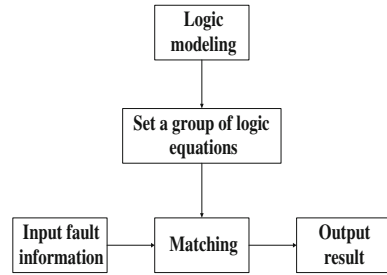 Logic
modeling
Set a group of logic
equations
Input fault
information
Matching
Output
result